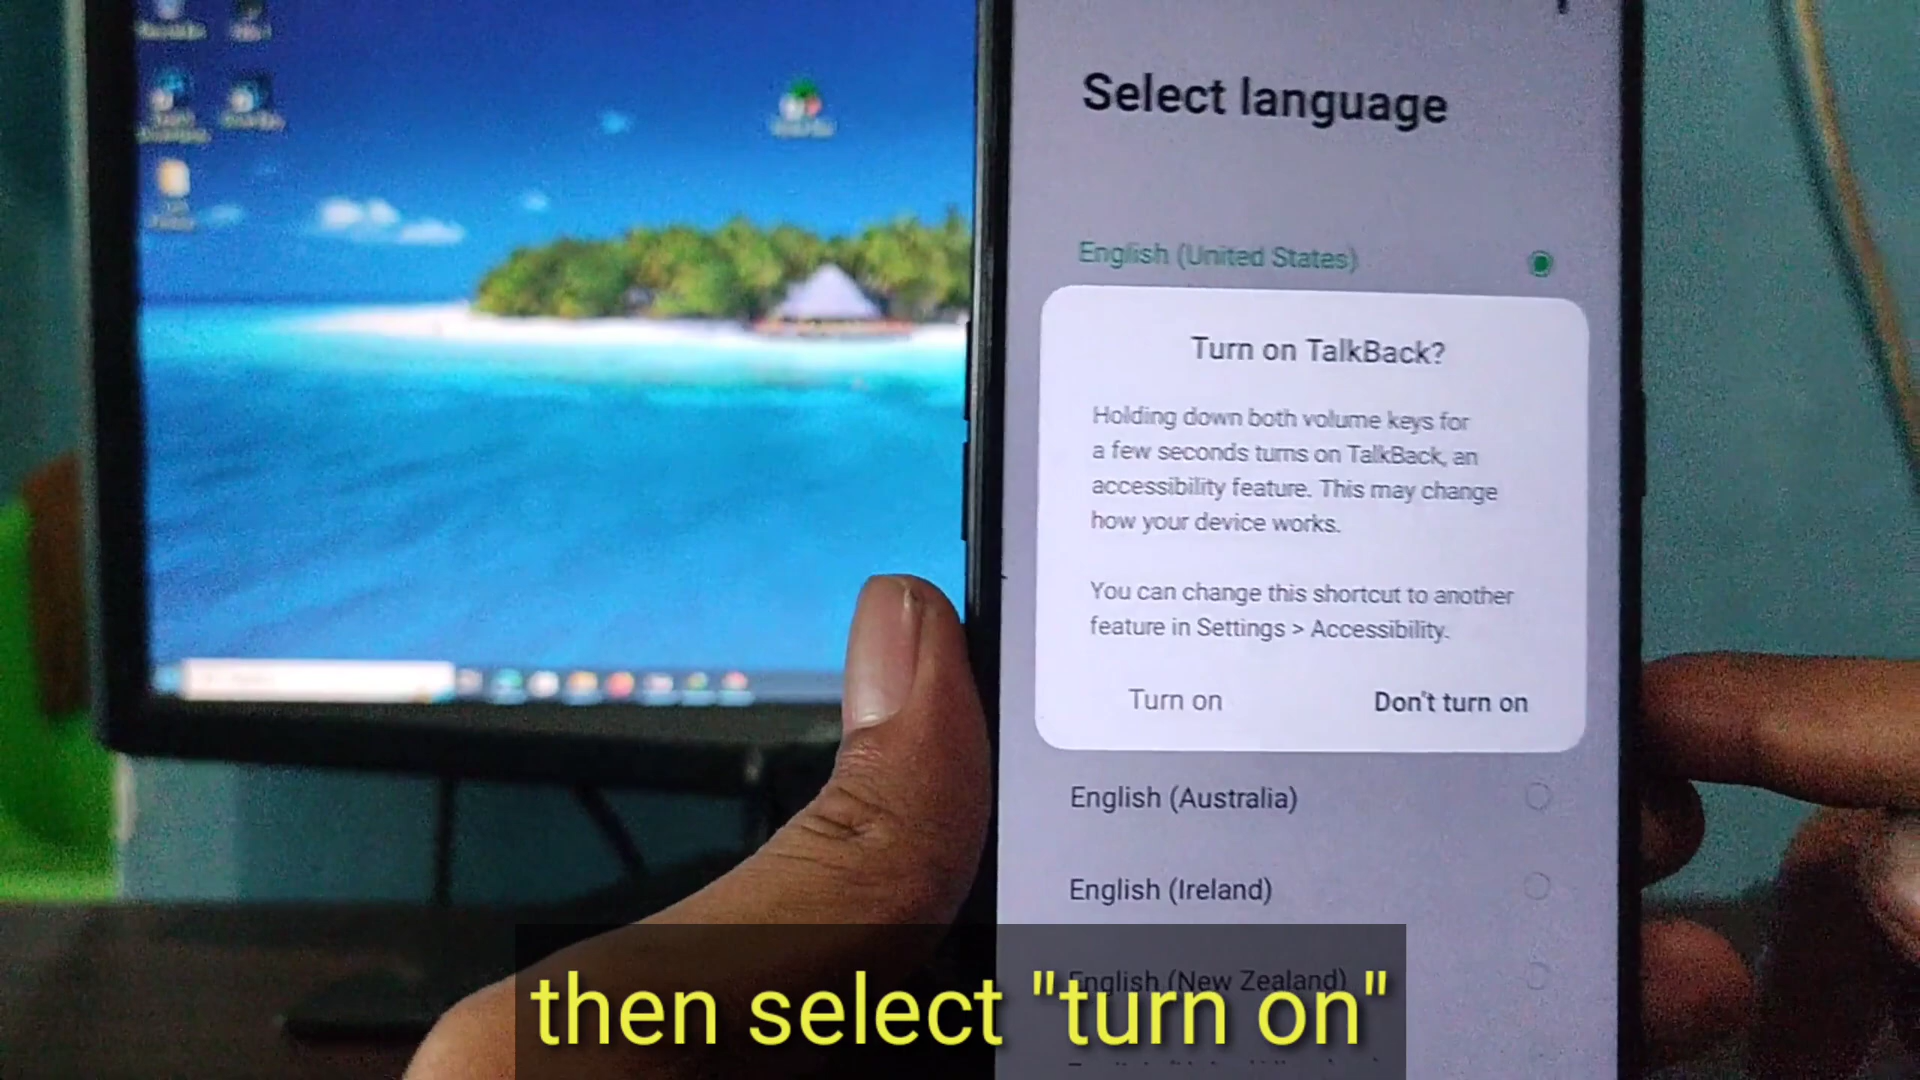 Select language
English (United States)
Turn on TalkBack?
Holding down both volume keys for
a few seconds turns on TalkBack, an
accessibility feature. This may change
how your device works.
You can change this shortcut to another
feature in Settings > Accessibility.
Turn on
Don't turn on
English (Australia)
English (Ireland)
English (New Zealand)
then select "turn on"